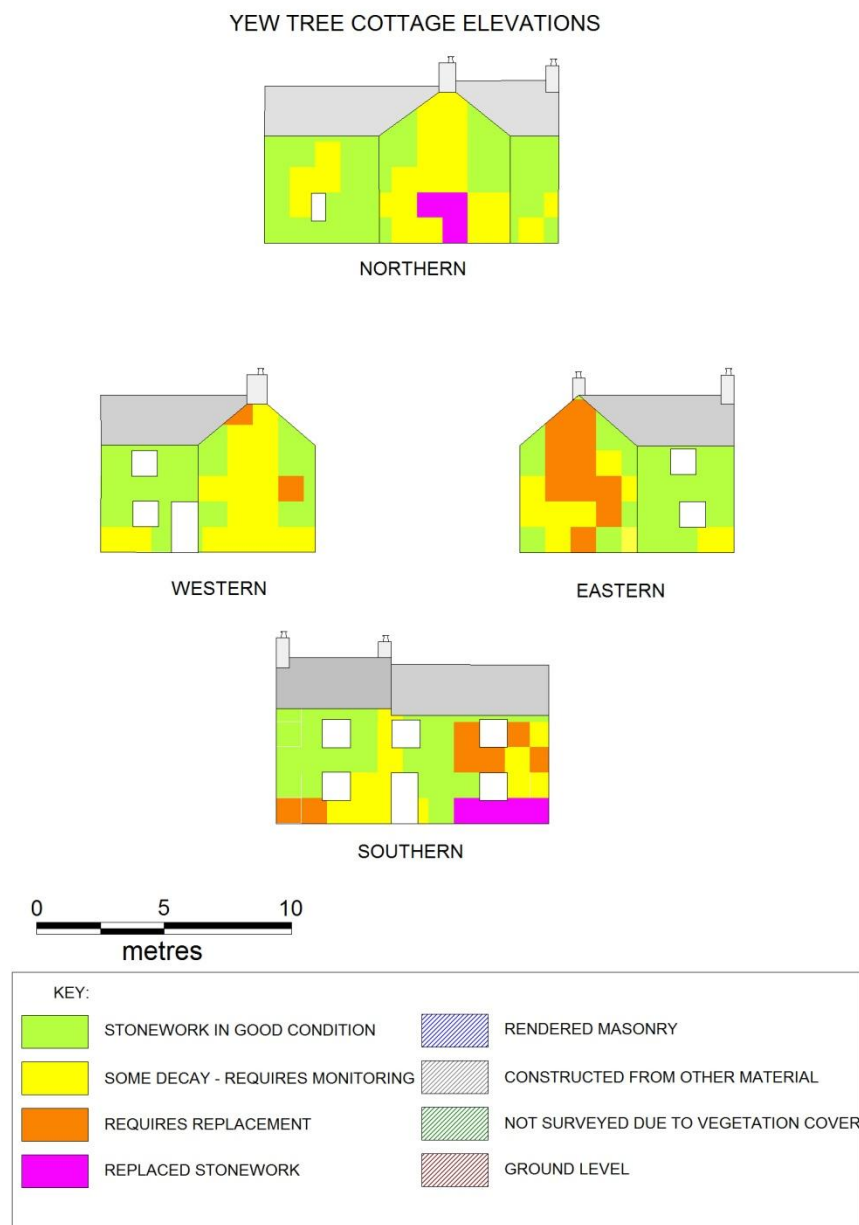 YEW TREE COTTAGE ELEVATIONS
NORTHERN
WESTERN
EASTERN
SOUTHERN
0 5 10
metres
KEY:
STONEWORK IN GOOD CONDITION
SOME DECAY - REQUIRES MONITORING
REQUIRES REPLACEMENT
REPLACED STONEWORK
RENDERED MASONRY
CONSTRUCTED FROM OTHER MATERIAL
NOT SURVEYED DUE TO VEGETATION COVER
GROUND LEVEL